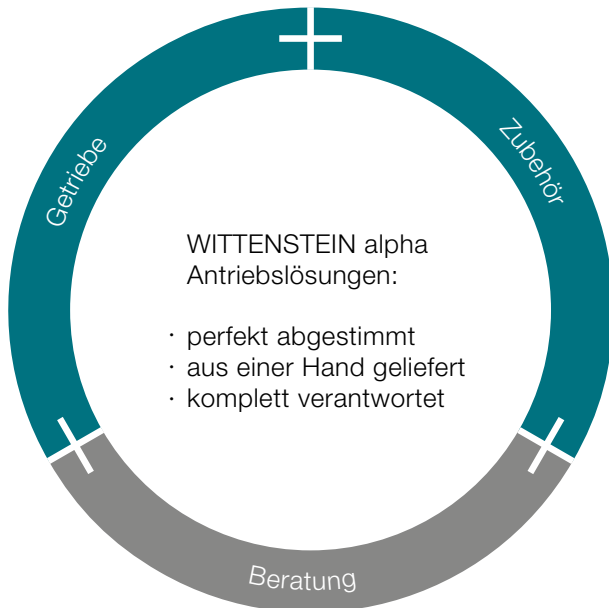 Getriebe
Zubehör
WITTENSTEIN alpha
Antriebslösungen:
· perfekt abgestimmt
· aus einer Hand geliefert
· komplett verantwortet
Beratung